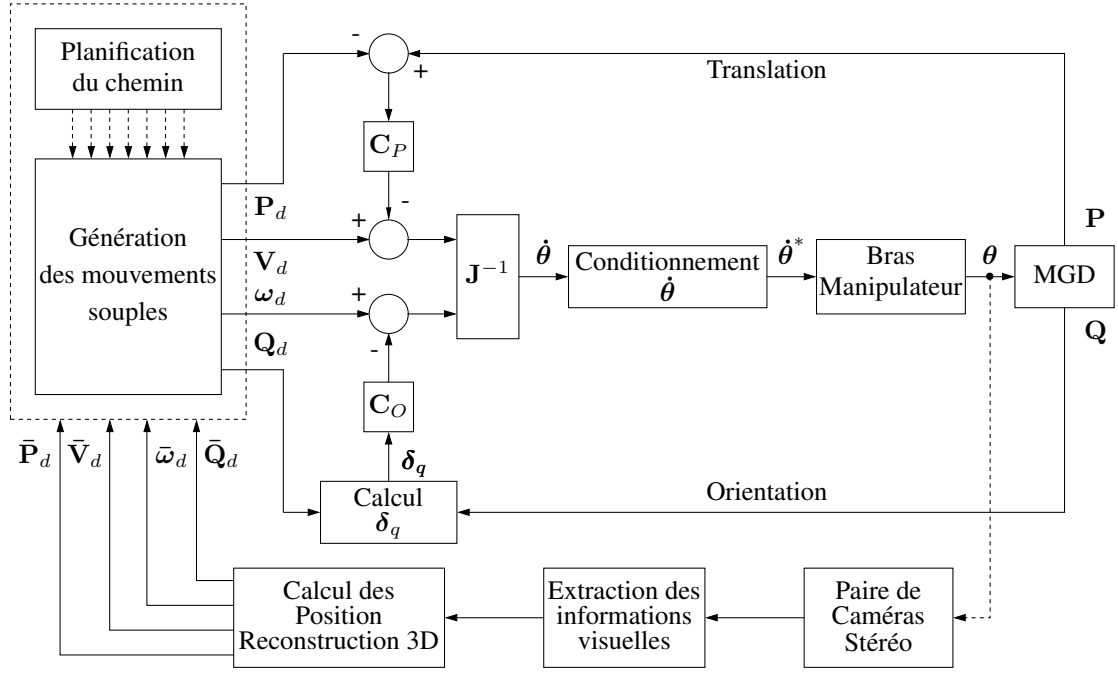 Planification
du chemin
-
+
Translation
C_P
P_d
Génération
des mouvements
souples
+
-
V_d
ω_d
+
-
Q_d
J⁻¹
θ̇
Conditionnement
θ̇
θ̇*
Bras
Manipulateur
θ
MGD
P
Q
C_O
P̄_d
V̄_d
ω̄_d
Q̄_d
δ_q
Calcul
δ_q
Orientation
Calcul des
Position
Reconstruction 3D
Extraction des
informations
visuelles
Paire de
Caméras
Stéréo